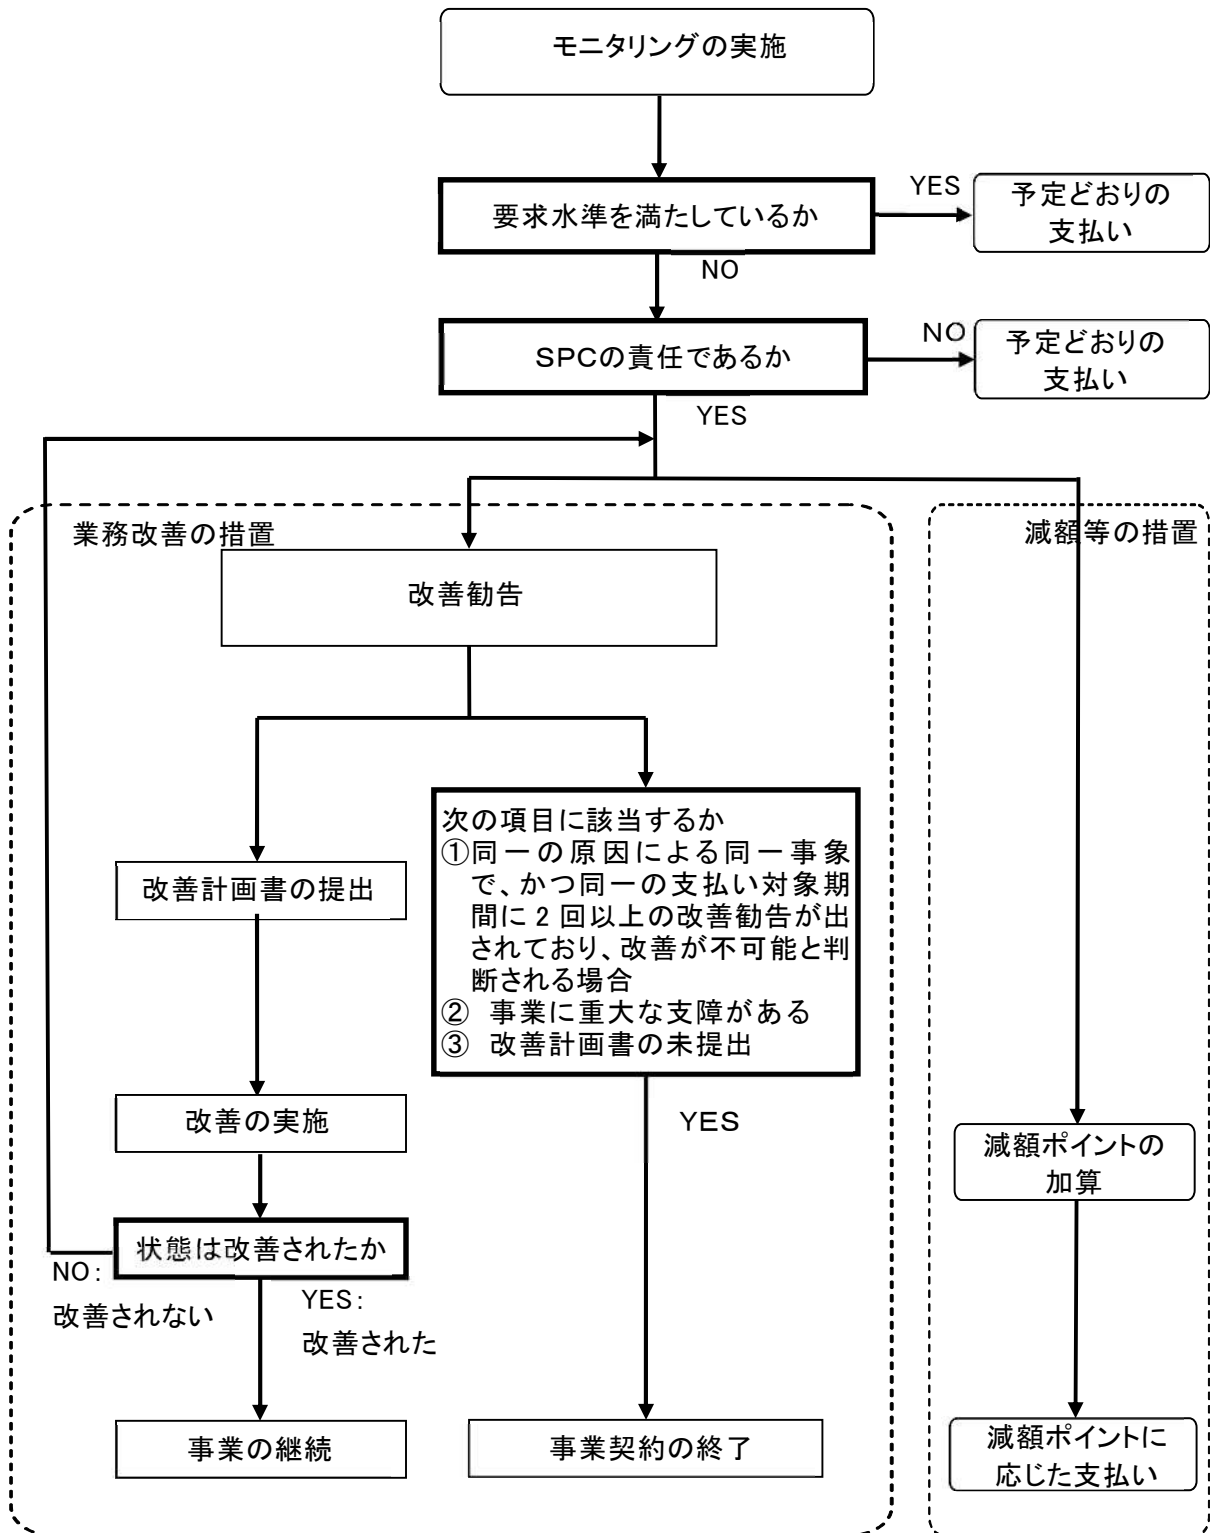 モニタリングの実施
要求水準を満たしているか
YES
予定どおりの
支払い
NO
SPCの責任であるか
NO
予定どおりの
支払い
YES
業務改善の措置
減額等の措置
改善勧告
次の項目に該当するか
①同一の原因による同一事象
で、かつ同一の支払い対象期
間に2回以上の改善勧告が出
されており、改善が不可能と判
断される場合
② 事業に重大な支障がある
③ 改善計画書の未提出
改善計画書の提出
改善の実施
YES
減額ポイントの
加算
状態は改善されたか
NO:
改善されない
YES:
改善された
事業の継続
事業契約の終了
減額ポイントに
応じた支払い